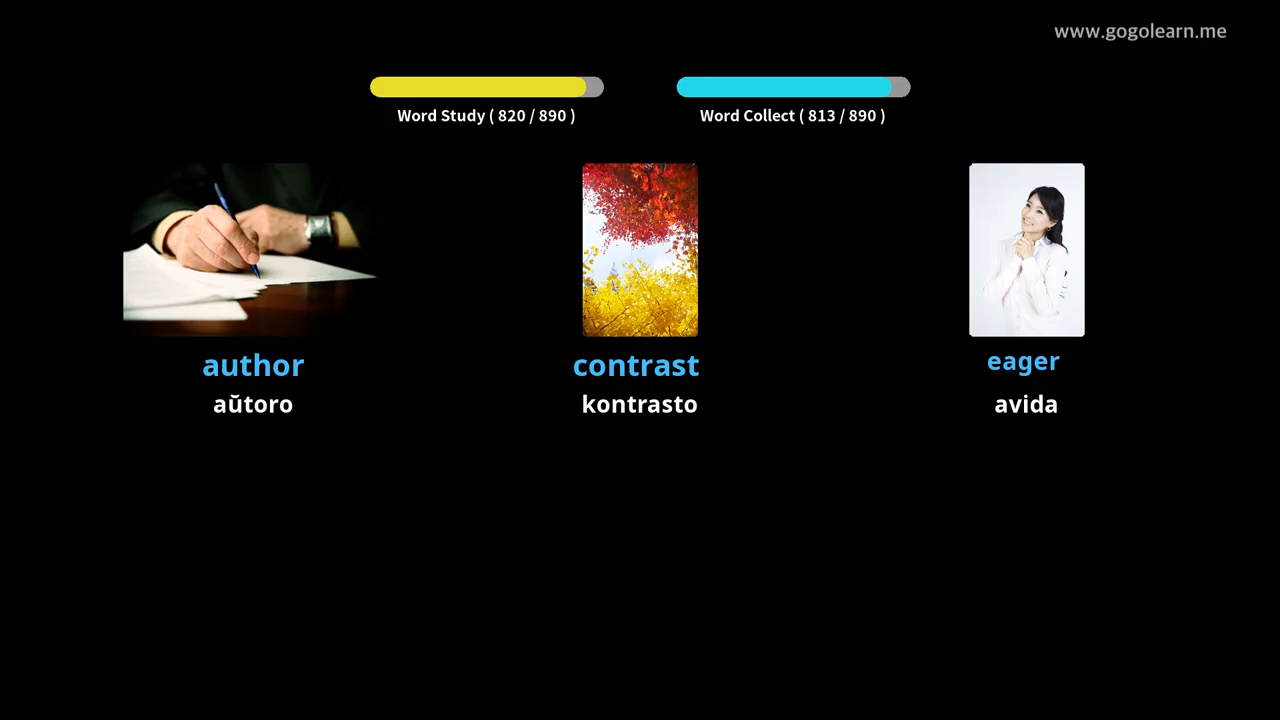 www.gogolearn.me
Word Study ( 820 / 890 )
Word Collect ( 813 / 890 )
author
contrast
eager
aŭtoro
kontrasto
avida